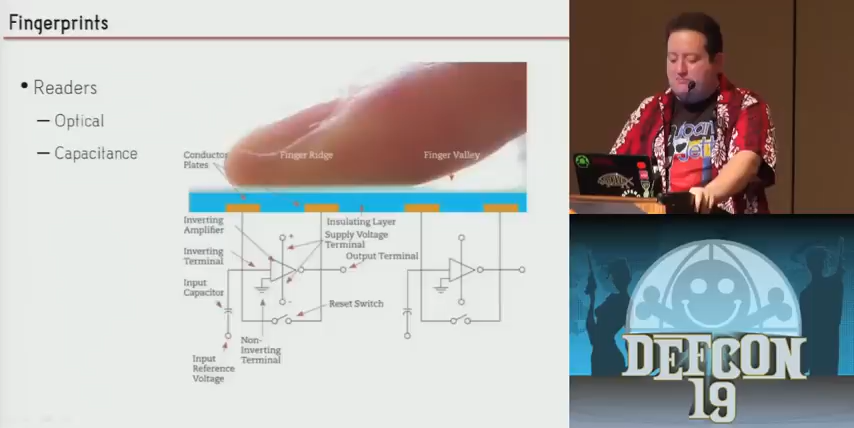 Fingerprints
• Readers
– Optical
– Capacitance
Conductor
Plates
Finger Ridge
Finger Valley
Inverting
Amplifier
Insulating Layer
Supply Voltage
Terminal
Inverting
Terminal
Output Terminal
+
Input
Capacitor
-
Reset Switch
Non-
Inverting
Terminal
Input
Reference
Voltage
DEFCON
19